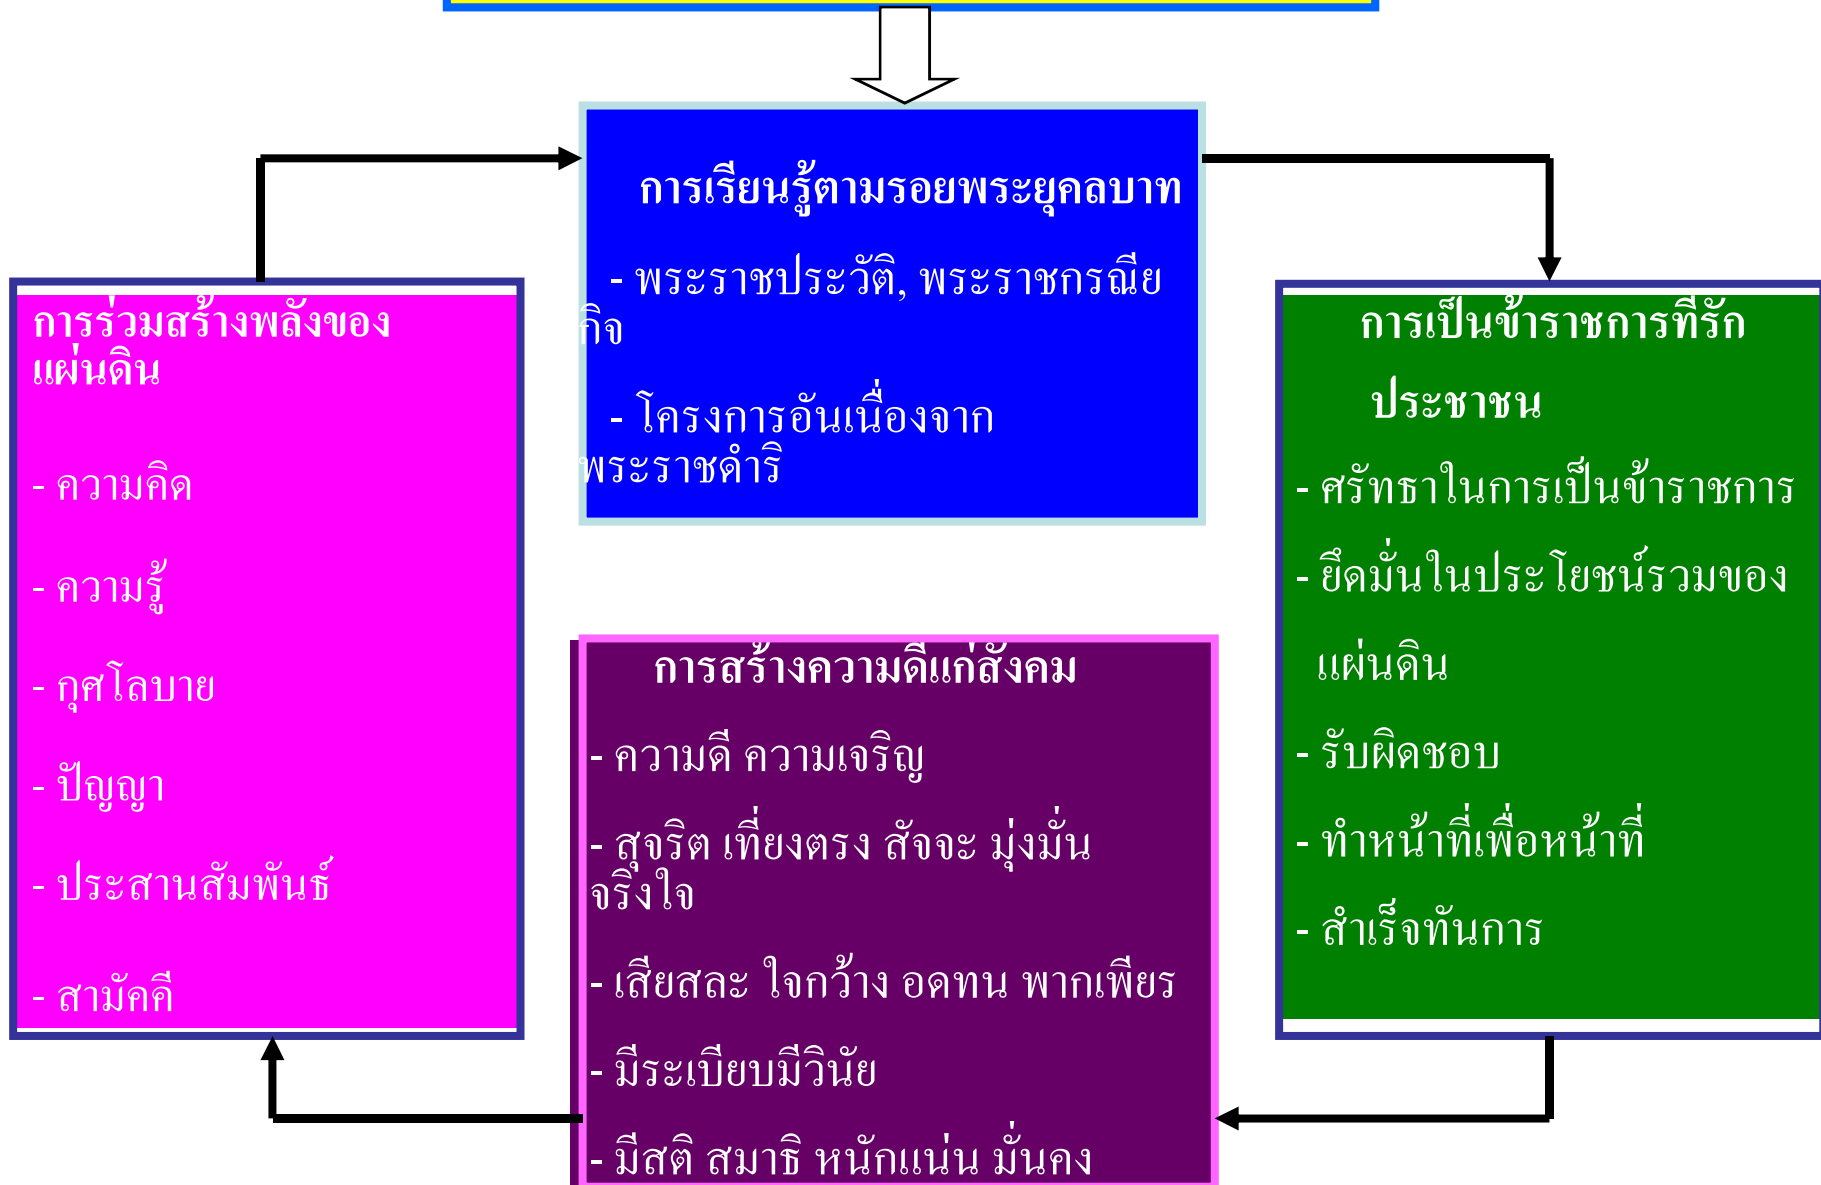 การเรียนรู้ตามรอยพระยุคลบาท
- พระราชประวัติ, พระราชกรณีย
กิจ
- โครงการอันเนื่องจาก
พระราชดำริ
การร่วมสร้างพลังของ
แผ่นดิน
- ความคิด
- ความรู้
- กุศโลบาย
- ปัญญา
- ประสานสัมพันธ์
- สามัคคี
การเป็นข้าราชการที่รัก
ประชาชน
- ศรัทธาในการเป็นข้าราชการ
- ยึดมั่นในประโยชน์รวมของ
แผ่นดิน
- รับผิดชอบ
- ทำหน้าที่เพื่อหน้าที่
- สำเร็จทันการ
การสร้างความดีแก่สังคม
- ความดี ความเจริญ
- สุจริต เที่ยงตรง สัจจะ มุ่งมั่น
จริงใจ
- เสียสละ ใจกว้าง อดทน พากเพียร
- มีระเบียบมีวินัย
- มีสติ สมาธิ หนักแน่น มั่นคง